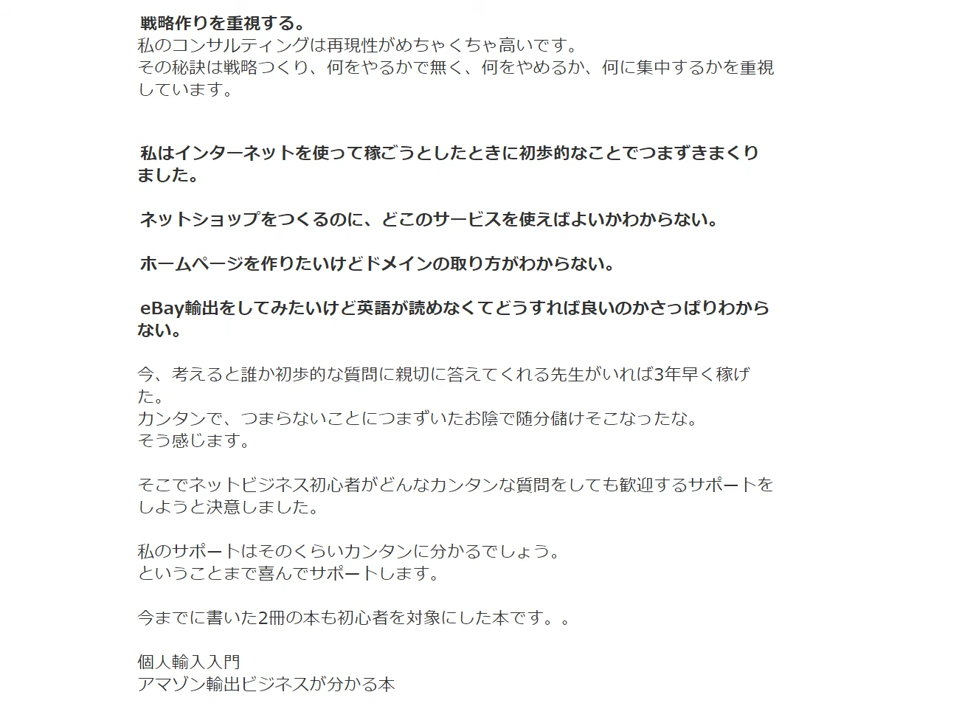 戦略作りを重視する。
私のコンサルティングは再現性がめちゃくちゃ高いです。
その秘訣は戦略つくり、何をやるかで無く、何をやめるか、何に集中するかを重視
しています。
私はインターネットを使って稼ごうとしたときに初歩的なことでつまずきまくり
ました。
ネットショップをつくるのに、どこのサービスを使えばよいかわからない。
ホームページを作りたいけどドメインの取り方がわからない。
eBay輸出をしてみたいけど英語が読めなくてどうすれば良いのかさっぱりわから
ない。
今、考えると誰か初歩的な質問に親切に答えてくれる先生がいれば3年早く稼げ
た。
カンタンで、つまらないことにつまずいたお陰で随分儲けそこなったな。
そう感じます。
そこでネットビジネス初心者がどんなカンタンな質問をしても歓迎するサポートを
しようと決意しました。
私のサポートはそのくらいカンタンに分かるでしょう。
ということまで喜んでサポートします。
今までに書いた2冊の本も初心者を対象にした本です。。
個人輸入入門
アマゾン輸出ビジネスが分かる本